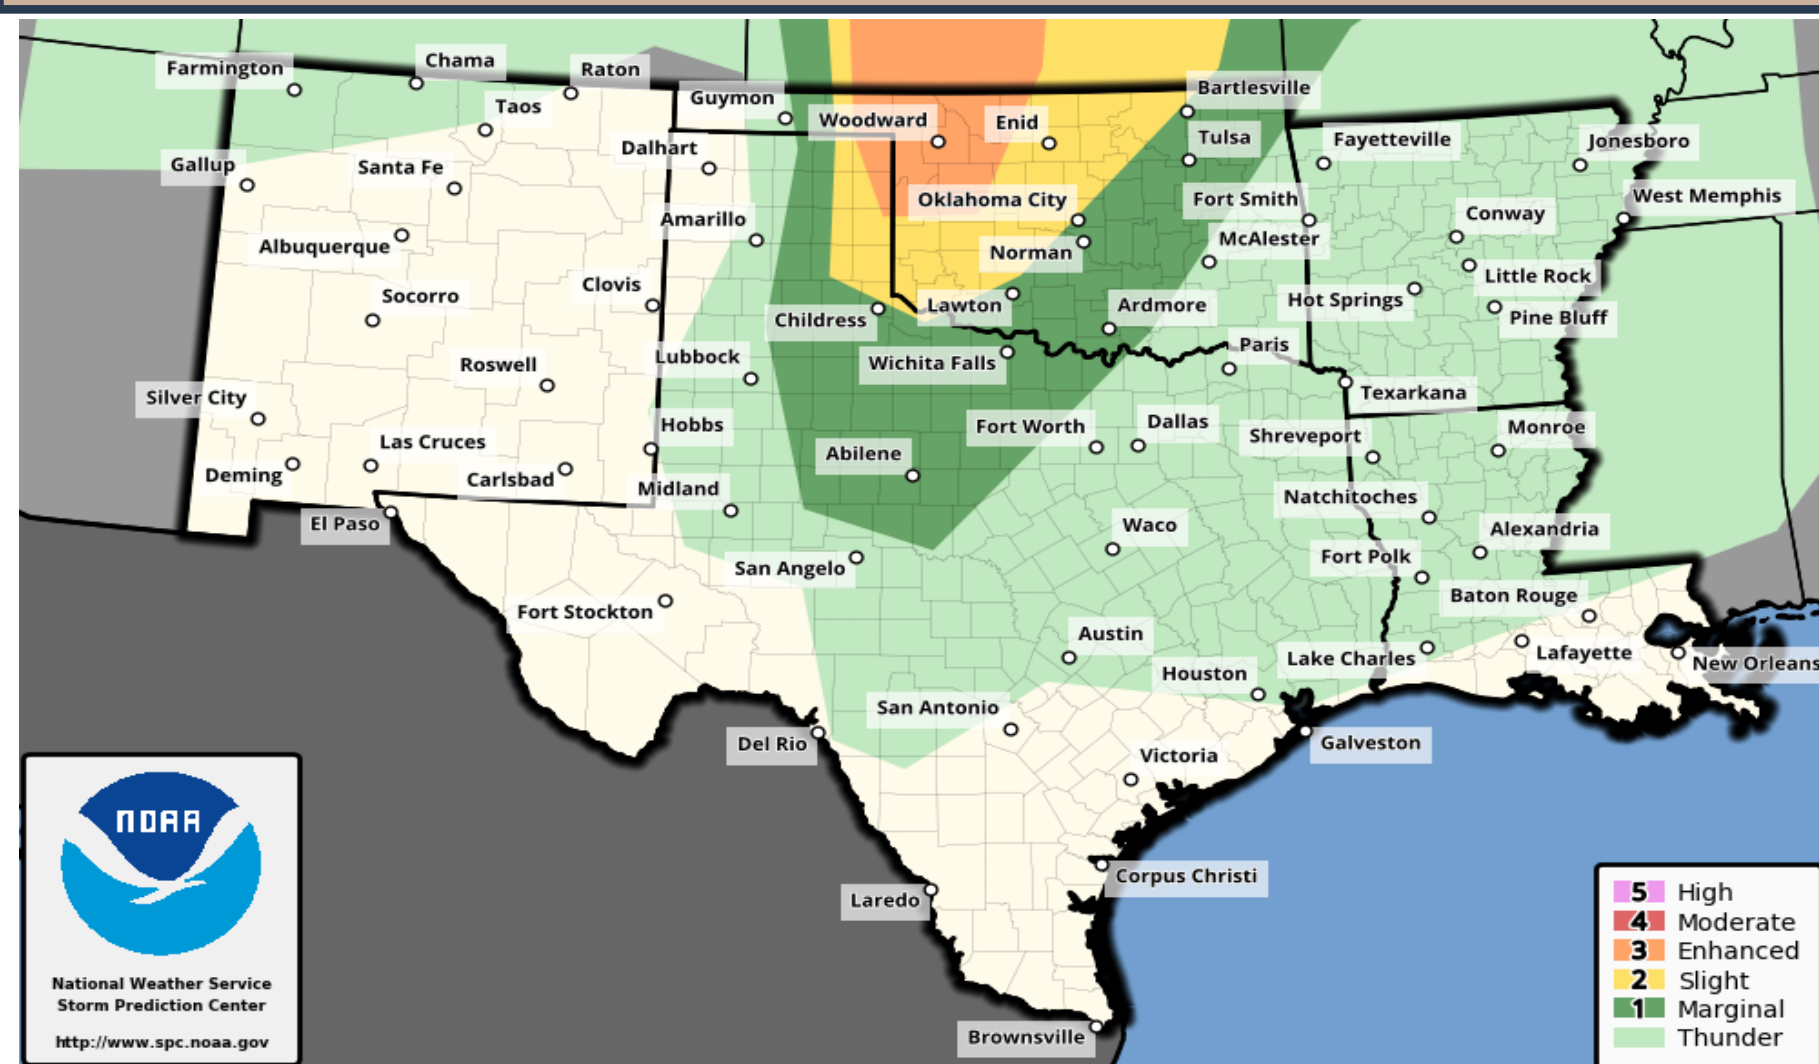 Farmington
Chama
Raton
Guymon
Bartlesville
Taos
Woodward
Enid
Tulsa
Fayetteville
Jonesboro
Gallup
Santa Fe
Dalhart
Oklahoma City
Fort Smith
West Memphis
Albuquerque
Amarillo
Norman
McAlester
Conway
Socorro
Clovis
Childress
Lawton
Ardmore
Hot Springs
Little Rock
Pine Bluff
Roswell
Lubbock
Wichita Falls
Paris
Texarkana
Silver City
Hobbs
Fort Worth
Dallas
Shreveport
Monroe
Las Cruces
Deming
Carlsbad
Midland
Abilene
Natchitoches
El Paso
San Angelo
Waco
Fort Polk
Alexandria
Fort Stockton
Baton Rouge
Austin
Houston
Lake Charles
Lafayette
New Orleans
San Antonio
Del Rio
Victoria
Galveston
Laredo
Corpus Christi
Brownsville
NOAA
National Weather Service
Storm Prediction Center
http://www.spc.noaa.gov
5 High
4 Moderate
3 Enhanced
2 Slight
1 Marginal
Thunder